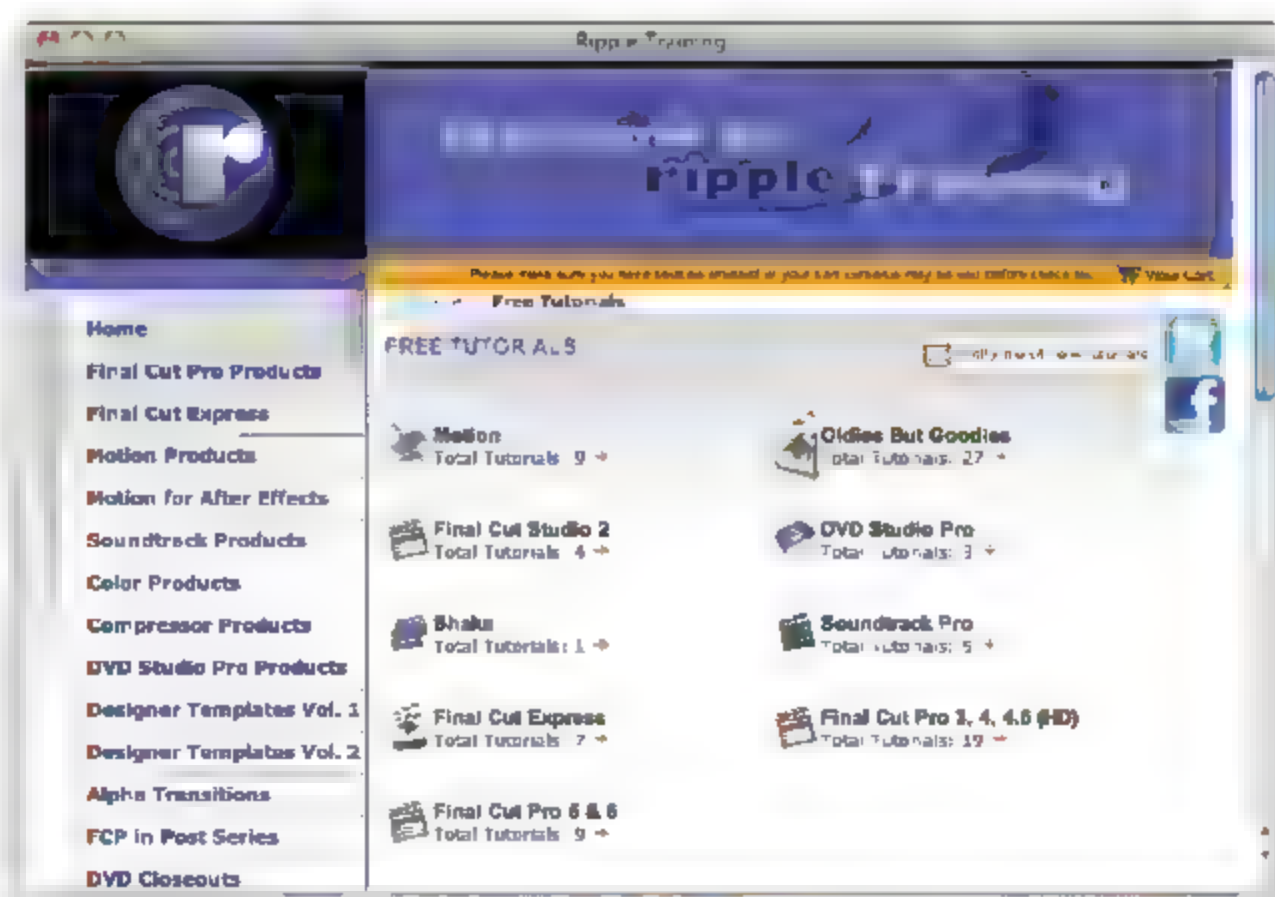 Ripple Training
ripple
View Cart
Free Tutorials
Home
Final Cut Pro Products
Final Cut Express
Motion Products
Motion for After Effects
Soundtrack Products
Color Products
Compressor Products
DVD Studio Pro Products
Designer Templates Vol. 1
Designer Templates Vol. 2
Alpha Transitions
FCP in Post Series
DVD Closeouts
FREE TUTORIALS
Motion
Total Tutorials 9
Oldies But Goodies
Total Tutorials: 27
Final Cut Studio 2
Total Tutorials 4
DVD Studio Pro
Total Tutorials: 3
Shake
Total Tutorials: 1
Soundtrack Pro
Total Tutorials: 5
Final Cut Express
Total Tutorials 7
Final Cut Pro 3, 4, 4.5 (HD)
Total Tutorials: 19
Final Cut Pro 5 & 6
Total Tutorials 9